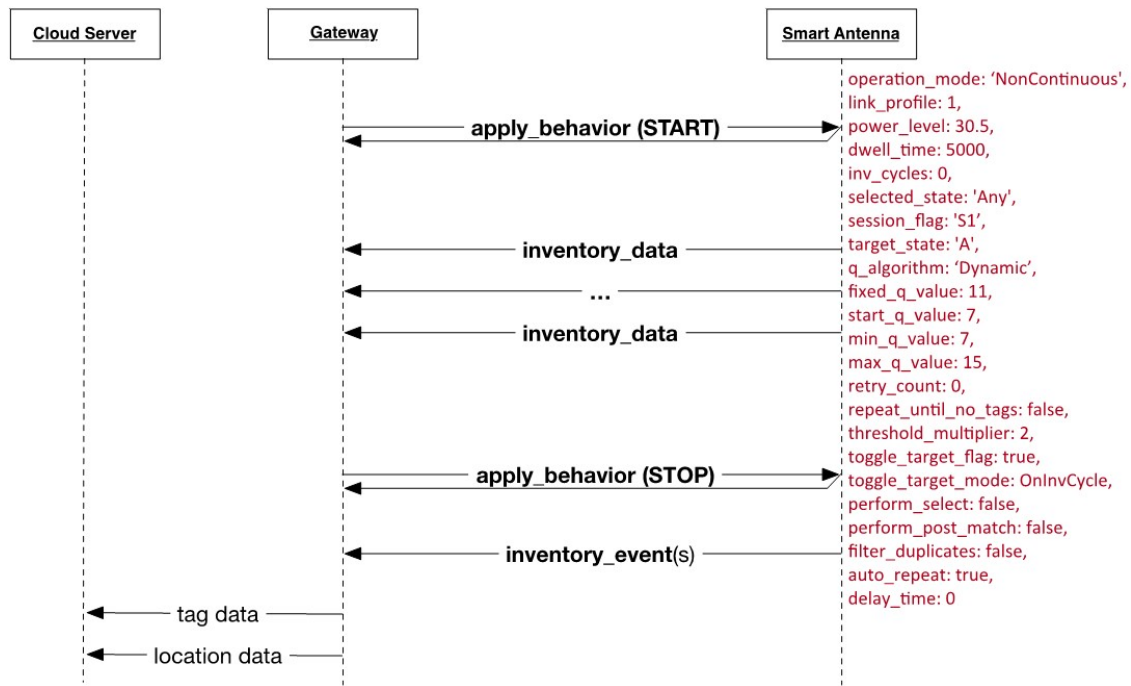 Cloud Server
Gateway
Smart Antenna
operation_mode: ‘NonContinuous',
link_profile: 1,
apply_behavior (START)
power_level: 30.5,
dwell_time: 5000,
inv_cycles: 0,
selected_state: 'Any',
session_flag: 'S1’,
inventory_data
target_state: 'A',
q_algorithm: ‘Dynamic’,
...
fixed_q_value: 11,
start_q_value: 7,
inventory_data
min_q_value: 7,
max_q_value: 15,
retry_count: 0,
repeat_until_no_tags: false,
threshold_multiplier: 2,
toggle_target_flag: true,
apply_behavior (STOP)
toggle_target_mode: OnInvCycle,
perform_select: false,
perform_post_match: false,
inventory_event(s)
filter_duplicates: false,
auto_repeat: true,
delay_time: 0
tag data
location data